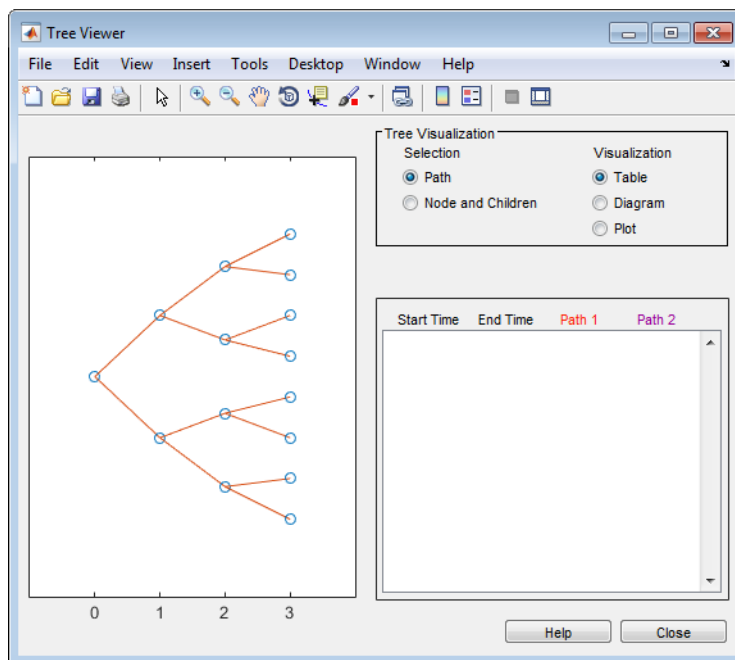 Tree Viewer
File Edit View Insert Tools Desktop Window Help
Tree Visualization
Selection Visualization
Path Table
Node and Children Diagram
Plot
Start Time End Time Path 1 Path 2
0 1 2 3
Help Close